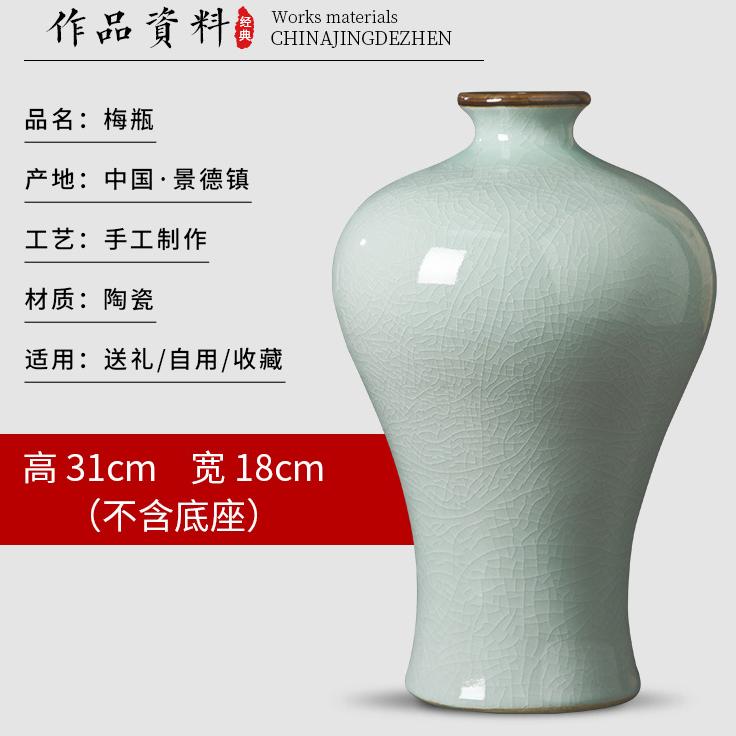 作品資料
经典
Works materials
CHINAJINGDEZHEN
品名：梅瓶
产地：中国·景德镇
工艺：手工制作
材质：陶瓷
适用：送礼/自用/收藏
高 31cm 宽 18cm
（不含底座）